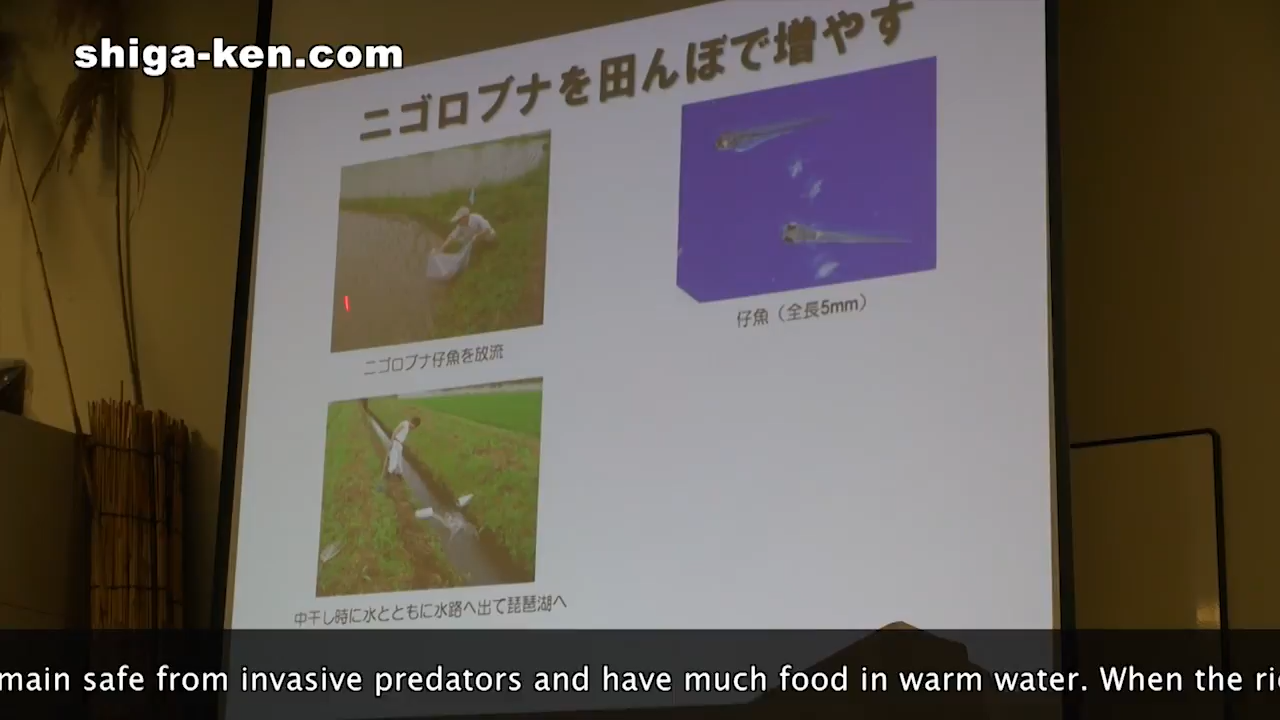 shiga-ken.com
ニゴロブナを田んぼで増やす
ニゴロブナ仔魚を放流
仔魚（全長5mm）
中干し時に水とともに水路へ出て琵琶湖へ
main safe from invasive predators and have much food in warm water. When the ri